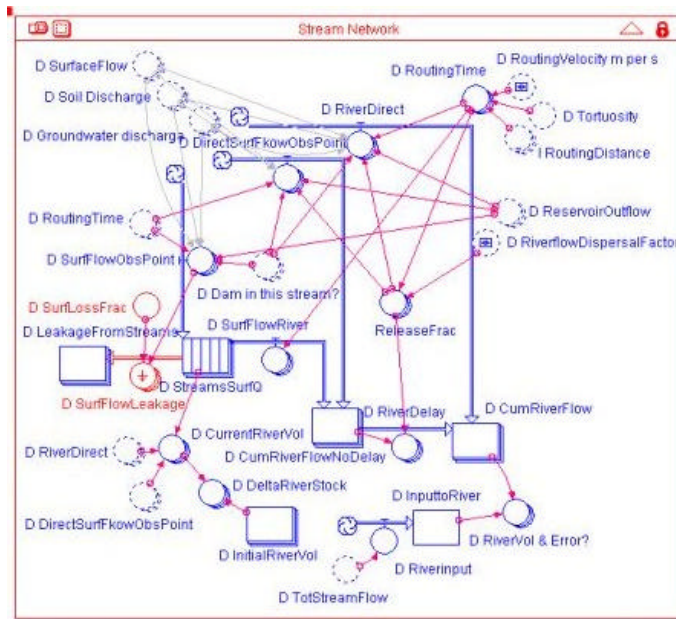 Stream Network
D SurfaceFlow
D RoutingVelocity m per s
D RoutingTime
D Soil Discharge
D RiverDirect
D Tortuosity
D Groundwater discharga
D DirectSurfFkowObsPoint
I RoutingDistance
D RoutingTime
D ReservoirOutflow
D SurfFlowObsPoint
D RiverflowDispersalFactor
D Dam in this stream?
D SurfLossFrac
D LeakageFromStreams
D SurfFlowRiver
ReleaseFrac
D StreamsSurfQ
D SurfFlowLeakage
D RiverDelay
D CumRiverFlow
D CurrentRiverVol
D RiverDirect
D CumRiverFlowNoDelay
D DeltaRiverStock
D InputtoRiver
D DirectSurfFkowObsPoint
D InitialRiverVol
D RiverVol & Error?
D Riverinput
D TotStreamFlow